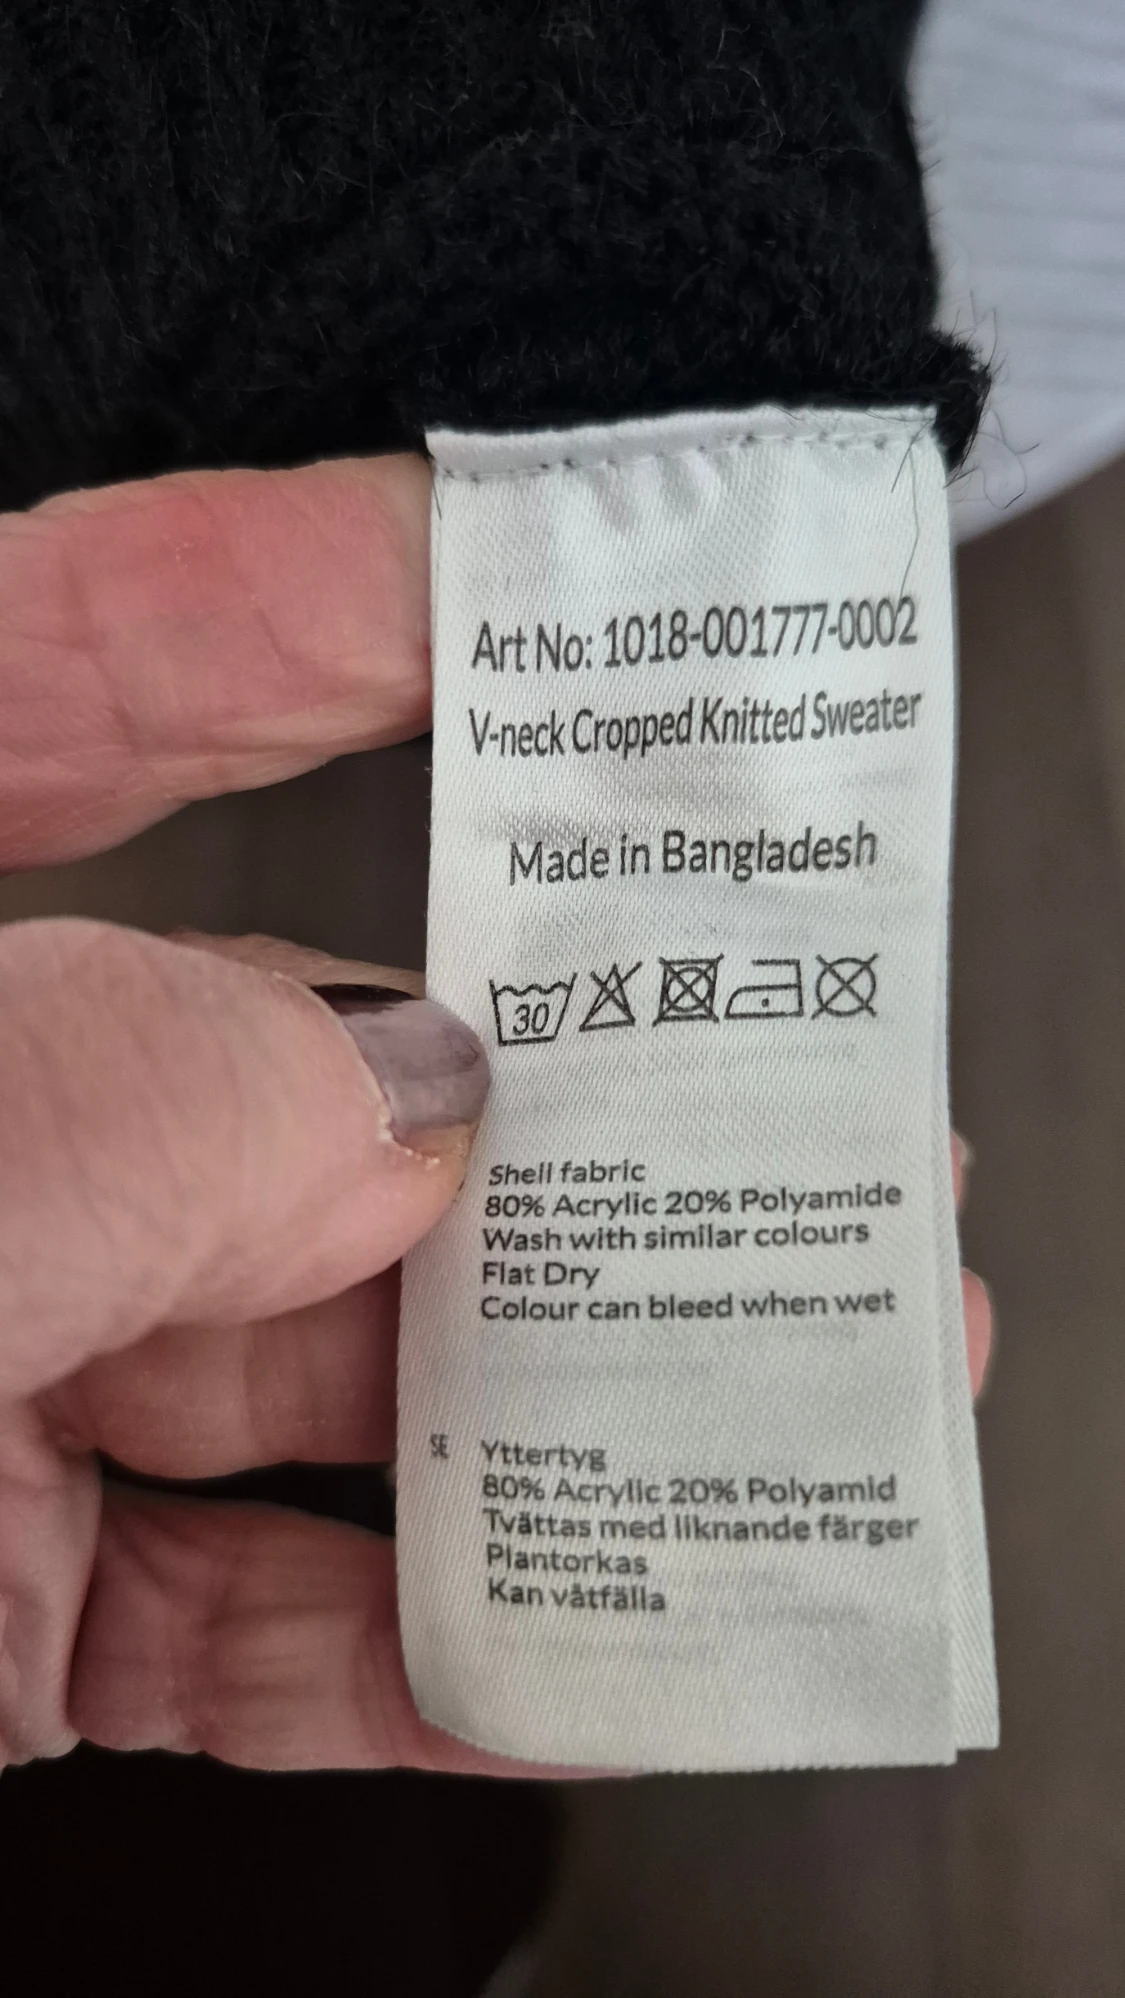 Art No: 1018-001777-0002
V-neck Cropped Knitted Sweater
Made in Bangladesh
30
Shell fabric
80% Acrylic 20% Polyamide
Wash with similar colours
Flat Dry
Colour can bleed when wet
SE Yttertyg
80% Acrylic 20% Polyamid
Tvättas med liknande färger
Plantorkas
Kan våtfälla